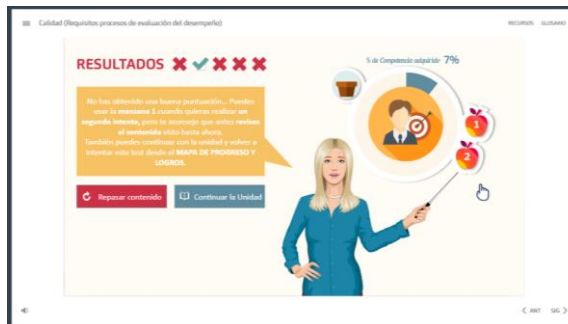 Calidad (Requisitos procesos de evaluación del desempeño)
RECURSOS GLOSARIO
RESULTADOS
% de Competencia adquirida 7%
No has obtenido una buena puntuación... Puedes
usar la manzana 1 cuando quieras realizar un
segundo intento, pero te aconsejo que antes revises
el contenido visto hasta ahora.
También puedes continuar con la unidad y volver a
intentar este test desde el MAPA DE PROGRESO Y
LOGROS.
1
2
Repasar contenido
Continuar la Unidad
ANT SIG